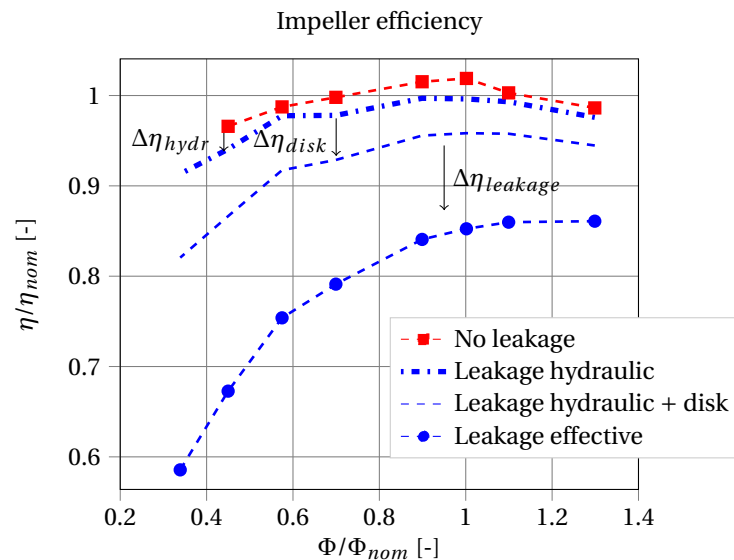 Impeller efficiency
1
0.9
0.8
0.7
0.6
η/η_nom [-]
Δη_hydr
Δη_disk
Δη_leakage
No leakage
Leakage hydraulic
Leakage hydraulic + disk
Leakage effective
0.2 0.4 0.6 0.8 1 1.2 1.4
Φ/Φ_nom [-]